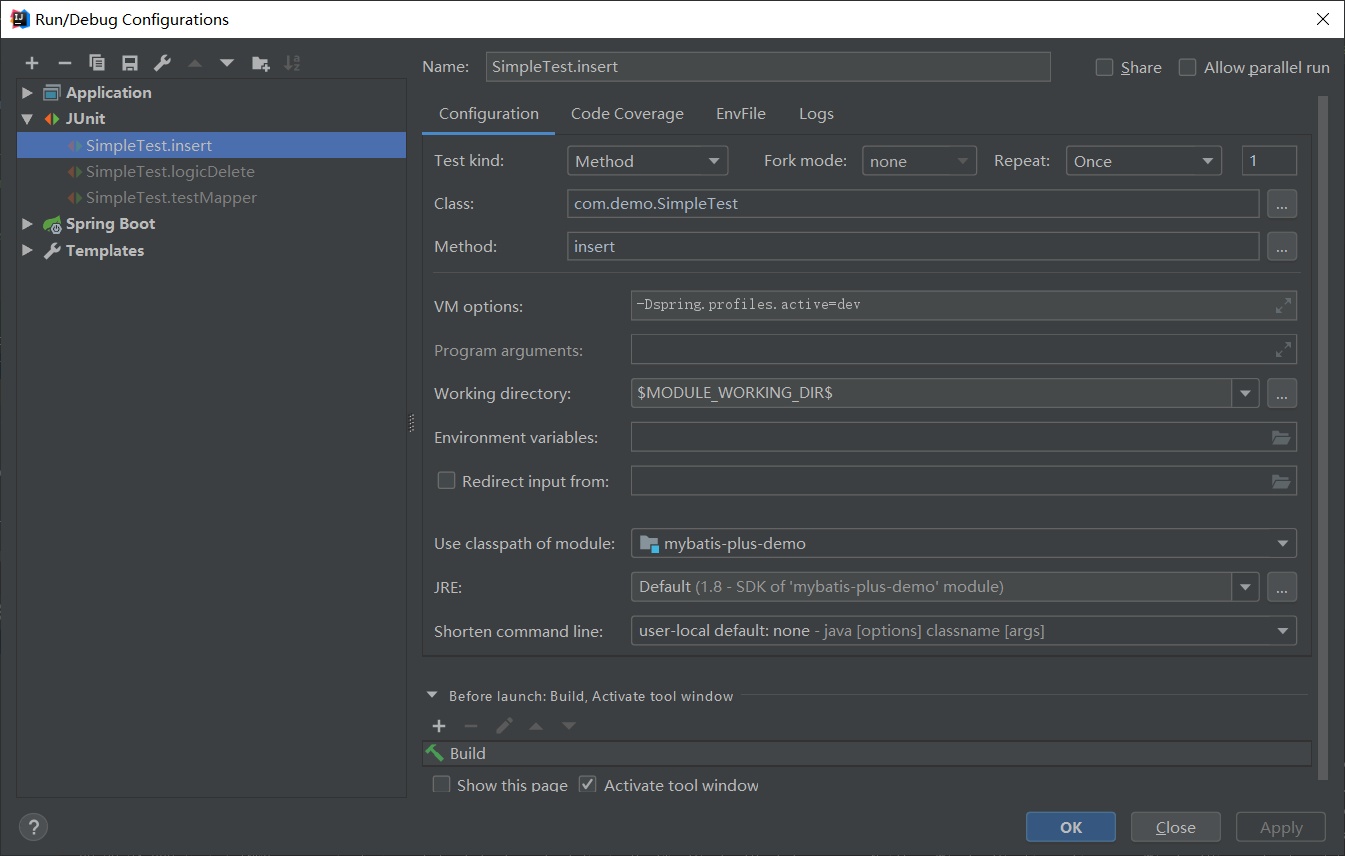 Run/Debug Configurations
Name: SimpleTest.insert Share Allow parallel run
Application
JUnit
SimpleTest.insert
SimpleTest.logicDelete
SimpleTest.testMapper
Spring Boot
Templates
Configuration Code Coverage EnvFile Logs
Test kind: Method Fork mode: none Repeat: Once 1
Class: com.demo.SimpleTest ...
Method: insert ...
VM options: -Dspring.profiles.active=dev
Program arguments:
Working directory: $MODULE_WORKING_DIR$ ...
Environment variables:
Redirect input from:
Use classpath of module: mybatis-plus-demo
JRE: Default (1.8 - SDK of 'mybatis-plus-demo' module) ...
Shorten command line: user-local default: none - java [options] classname [args]
Before launch: Build, Activate tool window
Build
Show this page Activate tool window
? OK Close Apply